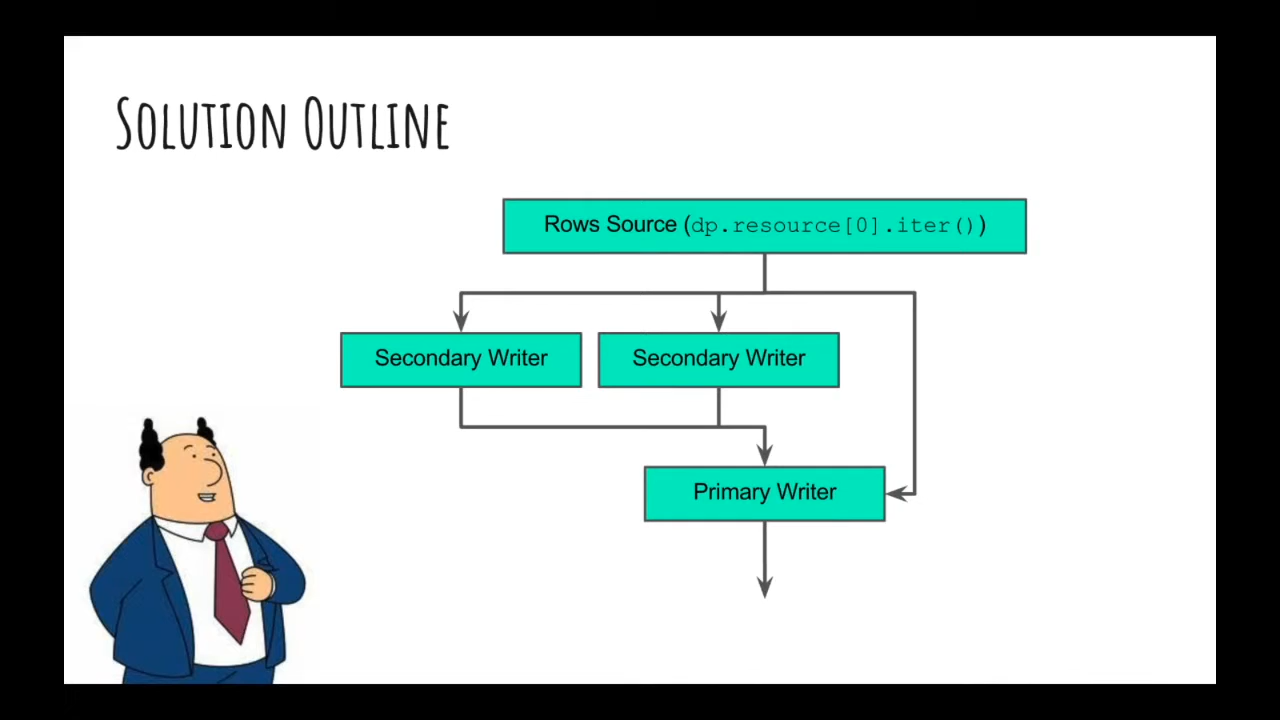 Solution Outline
Rows Source (dp.resource[0].iter())
Secondary Writer
Secondary Writer
Primary Writer